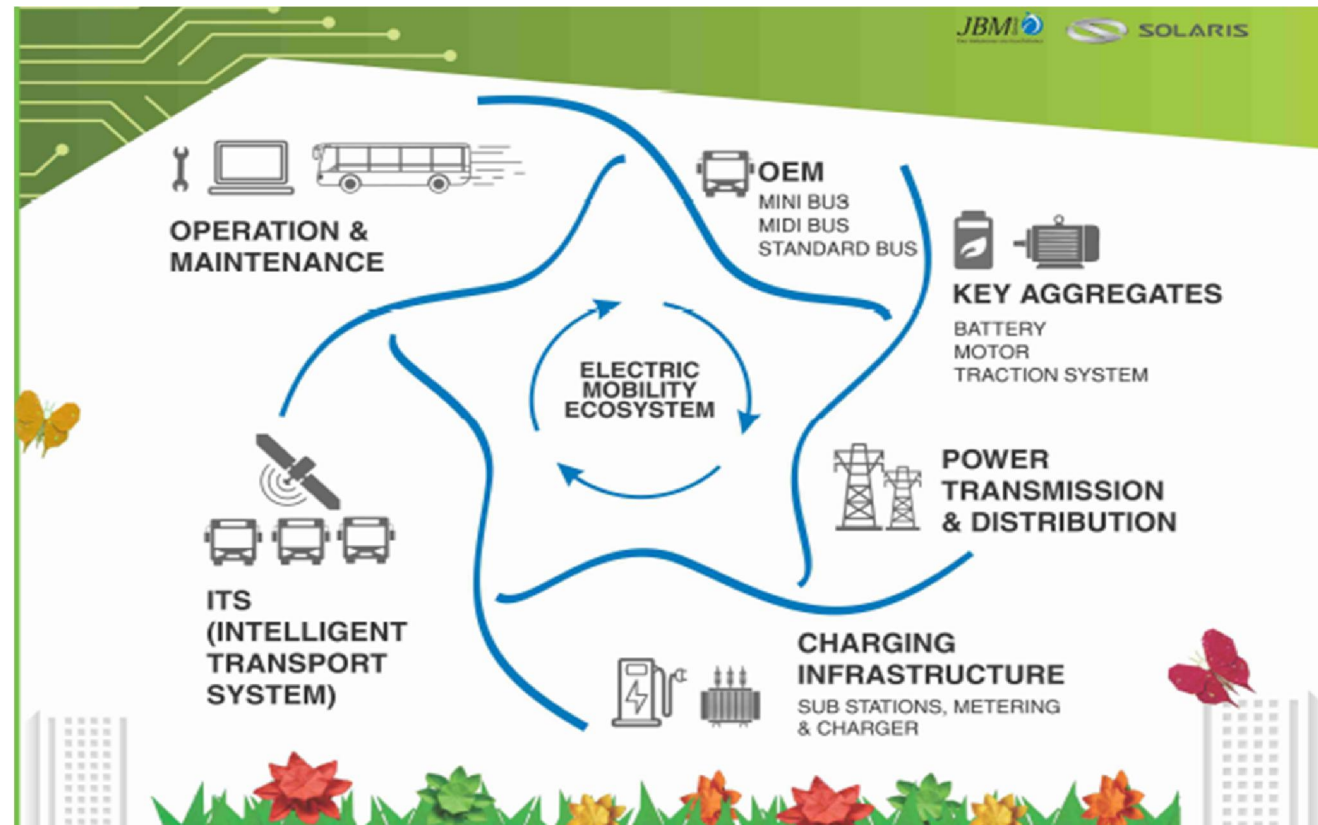 JBM
SOLARIS
OPERATION &
MAINTENANCE
OEM
MINI BUS
MIDI BUS
STANDARD BUS
KEY AGGREGATES
BATTERY
MOTOR
TRACTION SYSTEM
ELECTRIC
MOBILITY
ECOSYSTEM
POWER
TRANSMISSION
& DISTRIBUTION
ITS
(INTELLIGENT
TRANSPORT
SYSTEM)
CHARGING
INFRASTRUCTURE
SUB STATIONS, METERING
& CHARGER